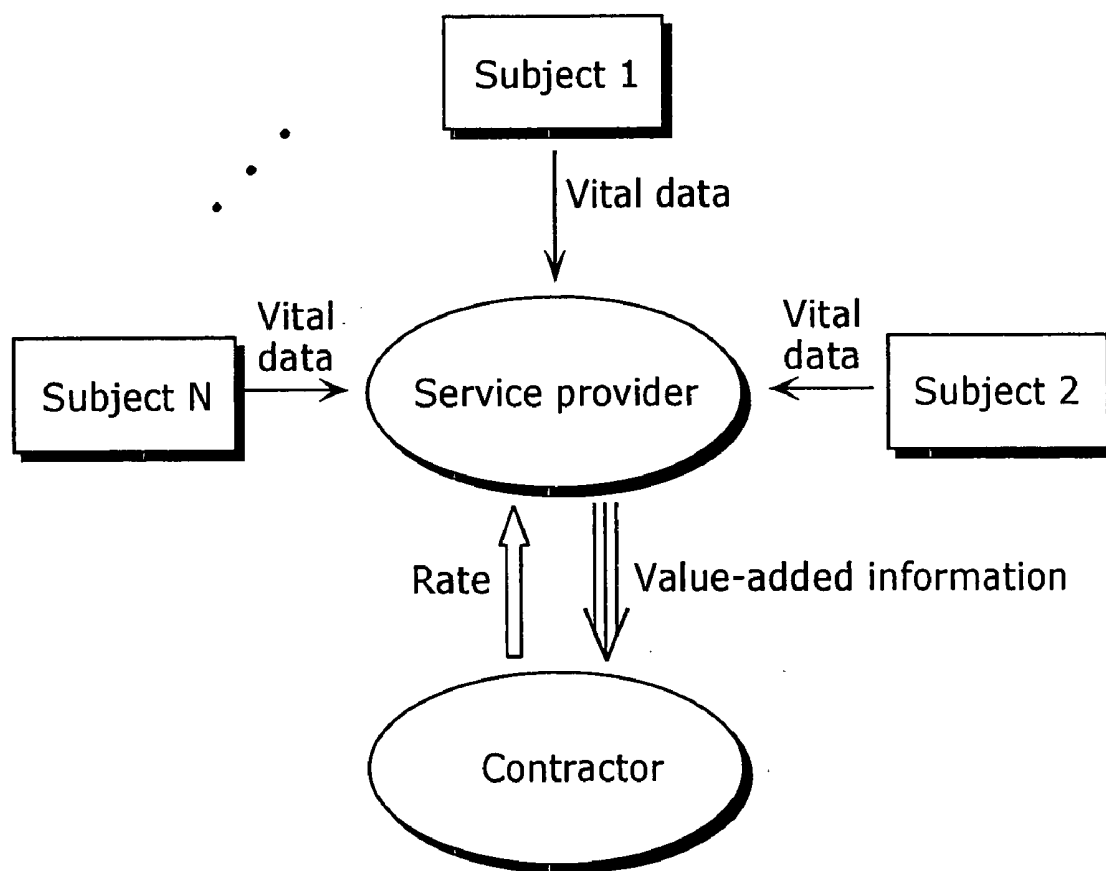 Subject 1
Vital data
Vital
data
Vital
data
Subject N
Service provider
Subject 2
Rate
Value-added information
Contractor